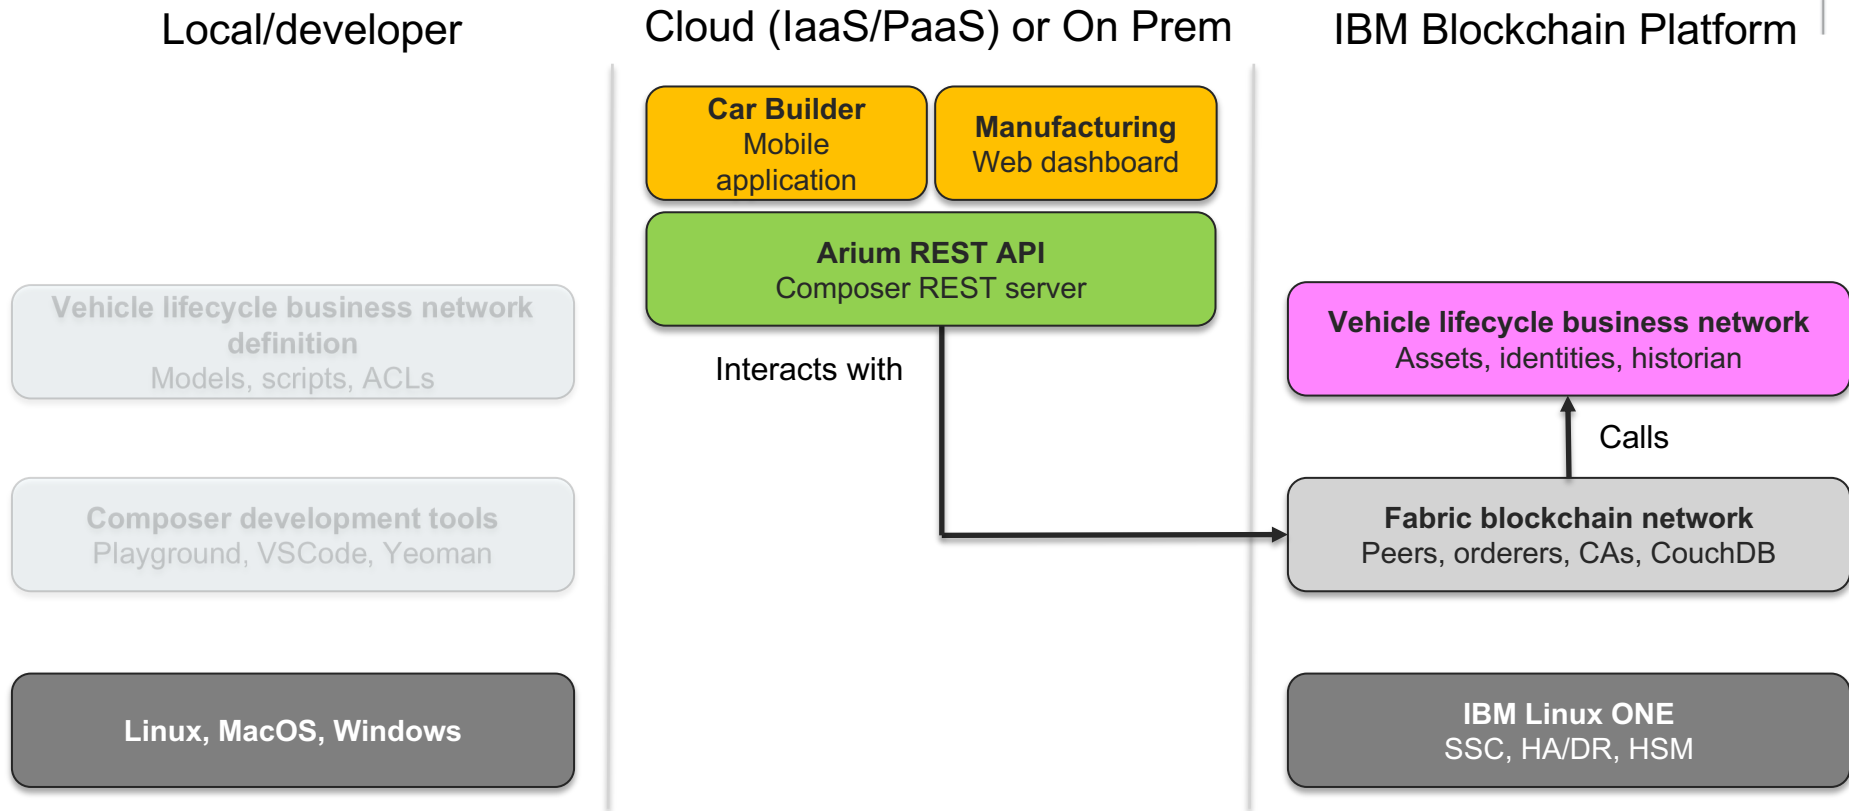 Local/developer
Cloud (IaaS/PaaS) or On Prem
IBM Blockchain Platform
Car Builder
Mobile
application
Manufacturing
Web dashboard
Arium REST API
Composer REST server
Vehicle lifecycle business network
definition
Models, scripts, ACLs
Interacts with
Vehicle lifecycle business network
Assets, identities, historian
Calls
Composer development tools
Playground, VSCode, Yeoman
Fabric blockchain network
Peers, orderers, CAs, CouchDB
Linux, MacOS, Windows
IBM Linux ONE
SSC, HA/DR, HSM